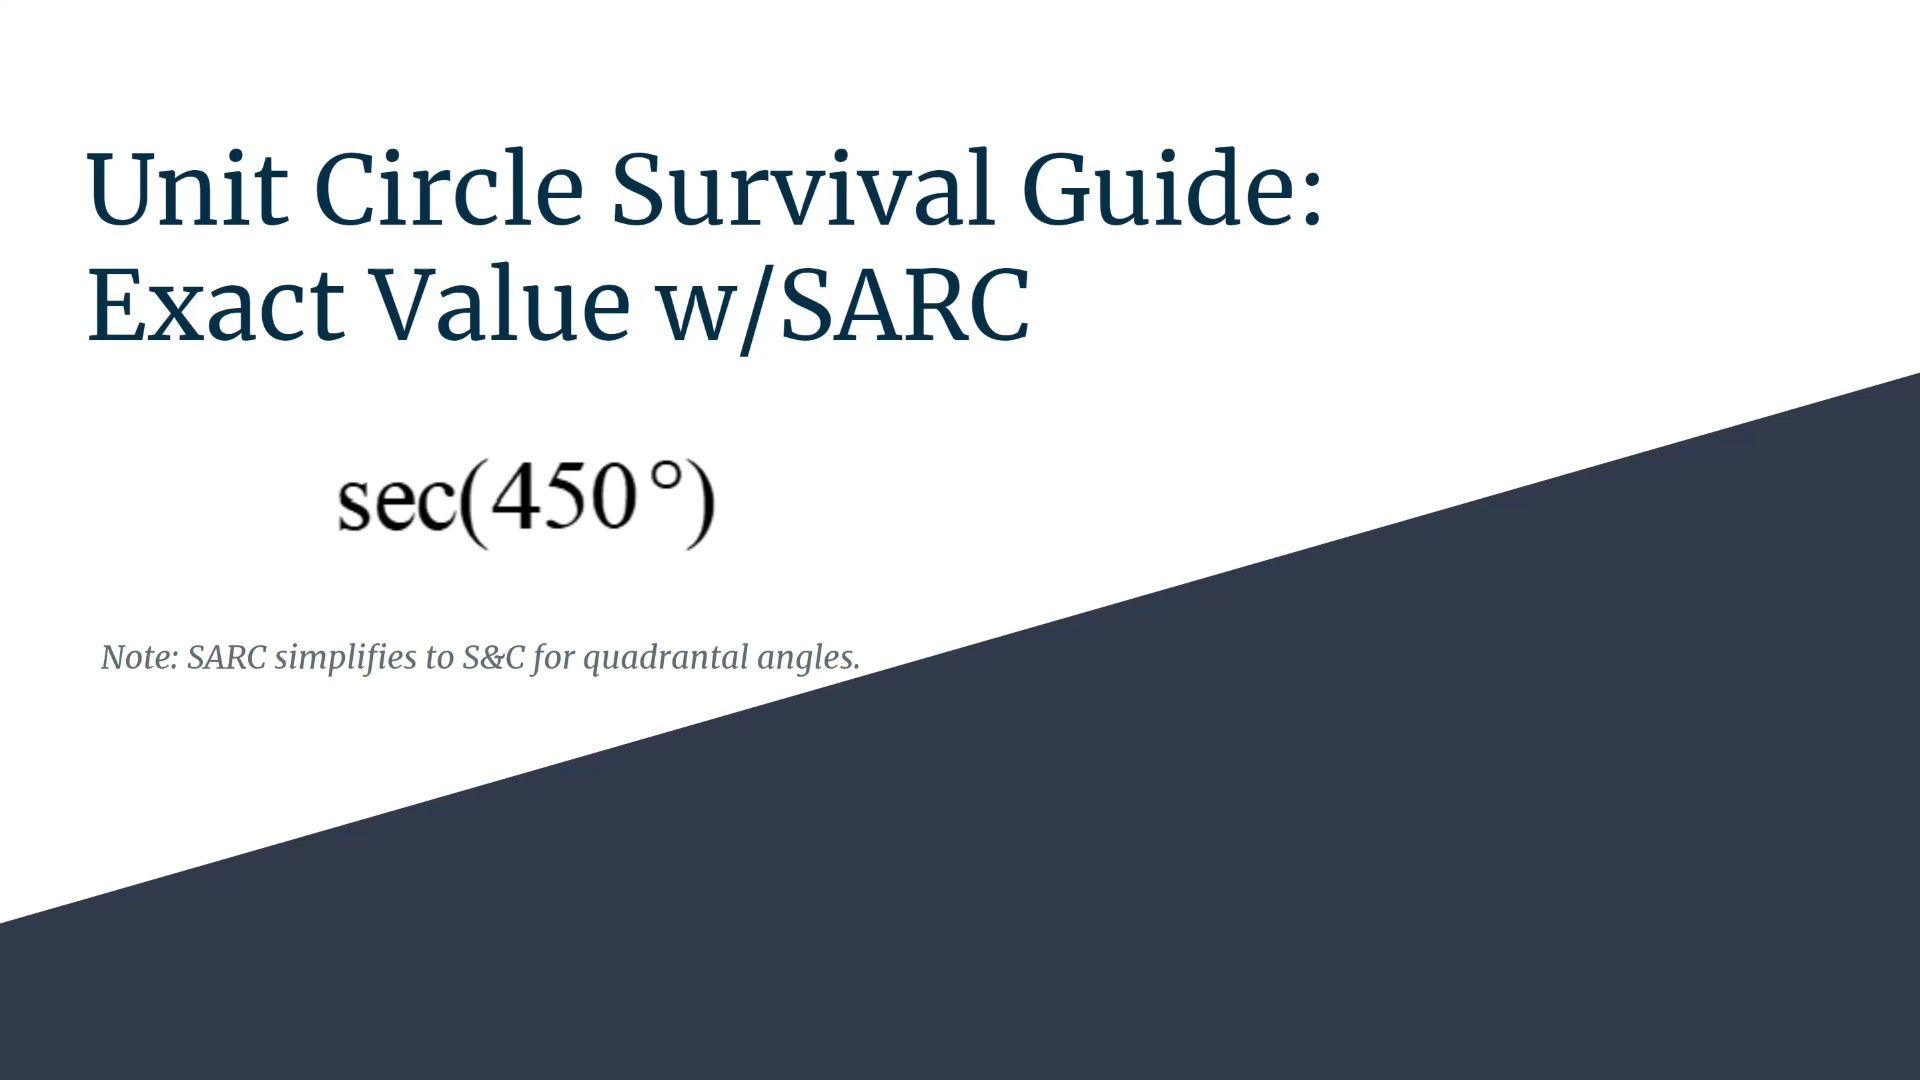 Unit Circle Survival Guide:
Exact Value w/SARC
sec(450°)
Note: SARC simplifies to S&C for quadrantal angles.